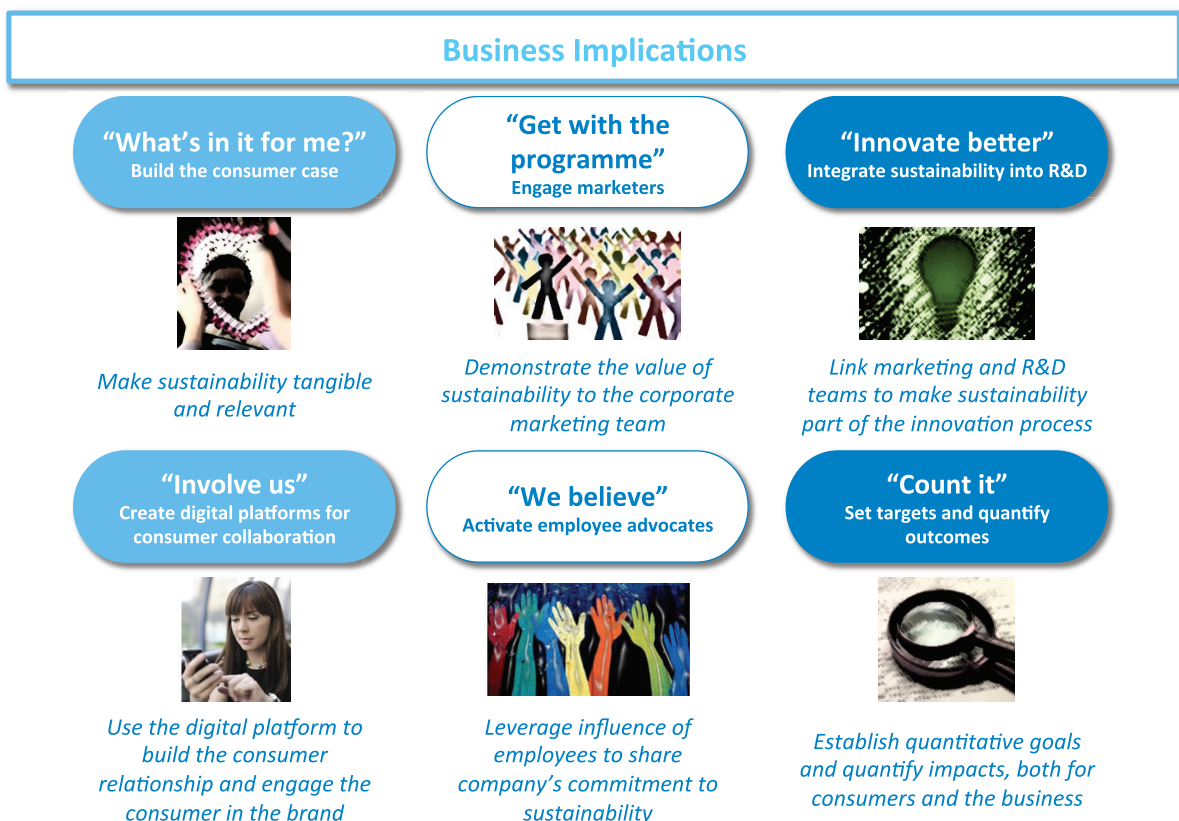 Business Implications
“What’s in it for me?”
Build the consumer case
“Get with the
programme”
Engage marketers
“Innovate better”
Integrate sustainability into R&D
Make sustainability tangible
and relevant
Demonstrate the value of
sustainability to the corporate
marketing team
Link marketing and R&D
teams to make sustainability
part of the innovation process
“Involve us”
Create digital platforms for
consumer collaboration
“We believe”
Activate employee advocates
“Count it”
Set targets and quantify
outcomes
Use the digital platform to
build the consumer
relationship and engage the
consumer in the brand
Leverage influence of
employees to share
company’s commitment to
sustainability
Establish quantitative goals
and quantify impacts, both for
consumers and the business